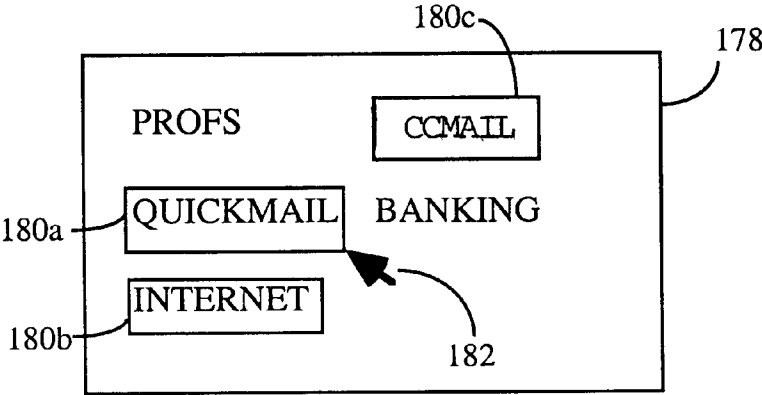 180c
178
PROFS
CCMAIL
180a
QUICKMAIL
BANKING
INTERNET
180b
182